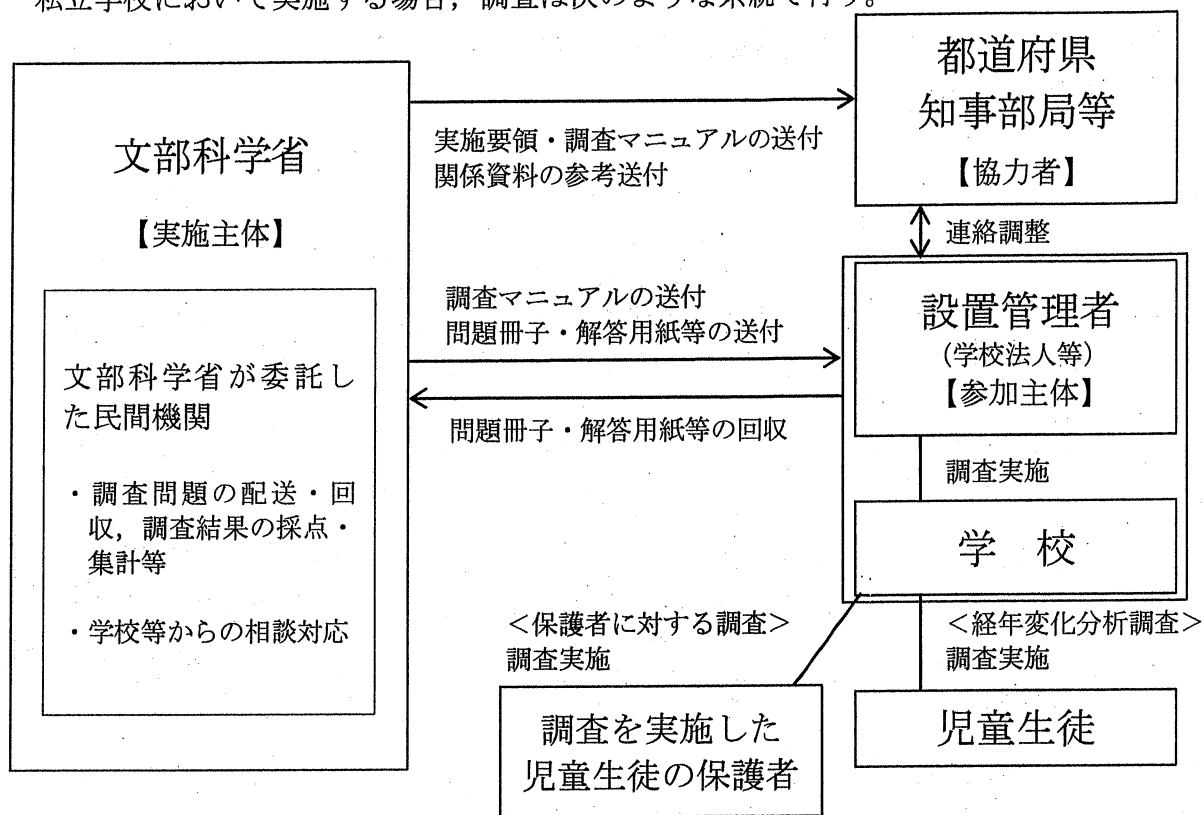 私立学校において実施する場合，調査は次のような系統で行う。
文部科学省
【実施主体】
文部科学省が委託し
た民間機関
・調査問題の配送・回
収，調査結果の採点・
集計等
・学校等からの相談対応
実施要領・調査マニュアルの送付
関係資料の参考送付
都道府県
知事部局等
【協力者】
連絡調整
調査マニュアルの送付
問題冊子・解答用紙等の送付
問題冊子・解答用紙等の回収
設置管理者
（学校法人等）
【参加主体】
調査実施
学　校
＜保護者に対する調査＞
調査実施
＜経年変化分析調査＞
調査実施
調査を実施した
児童生徒の保護者
児童生徒